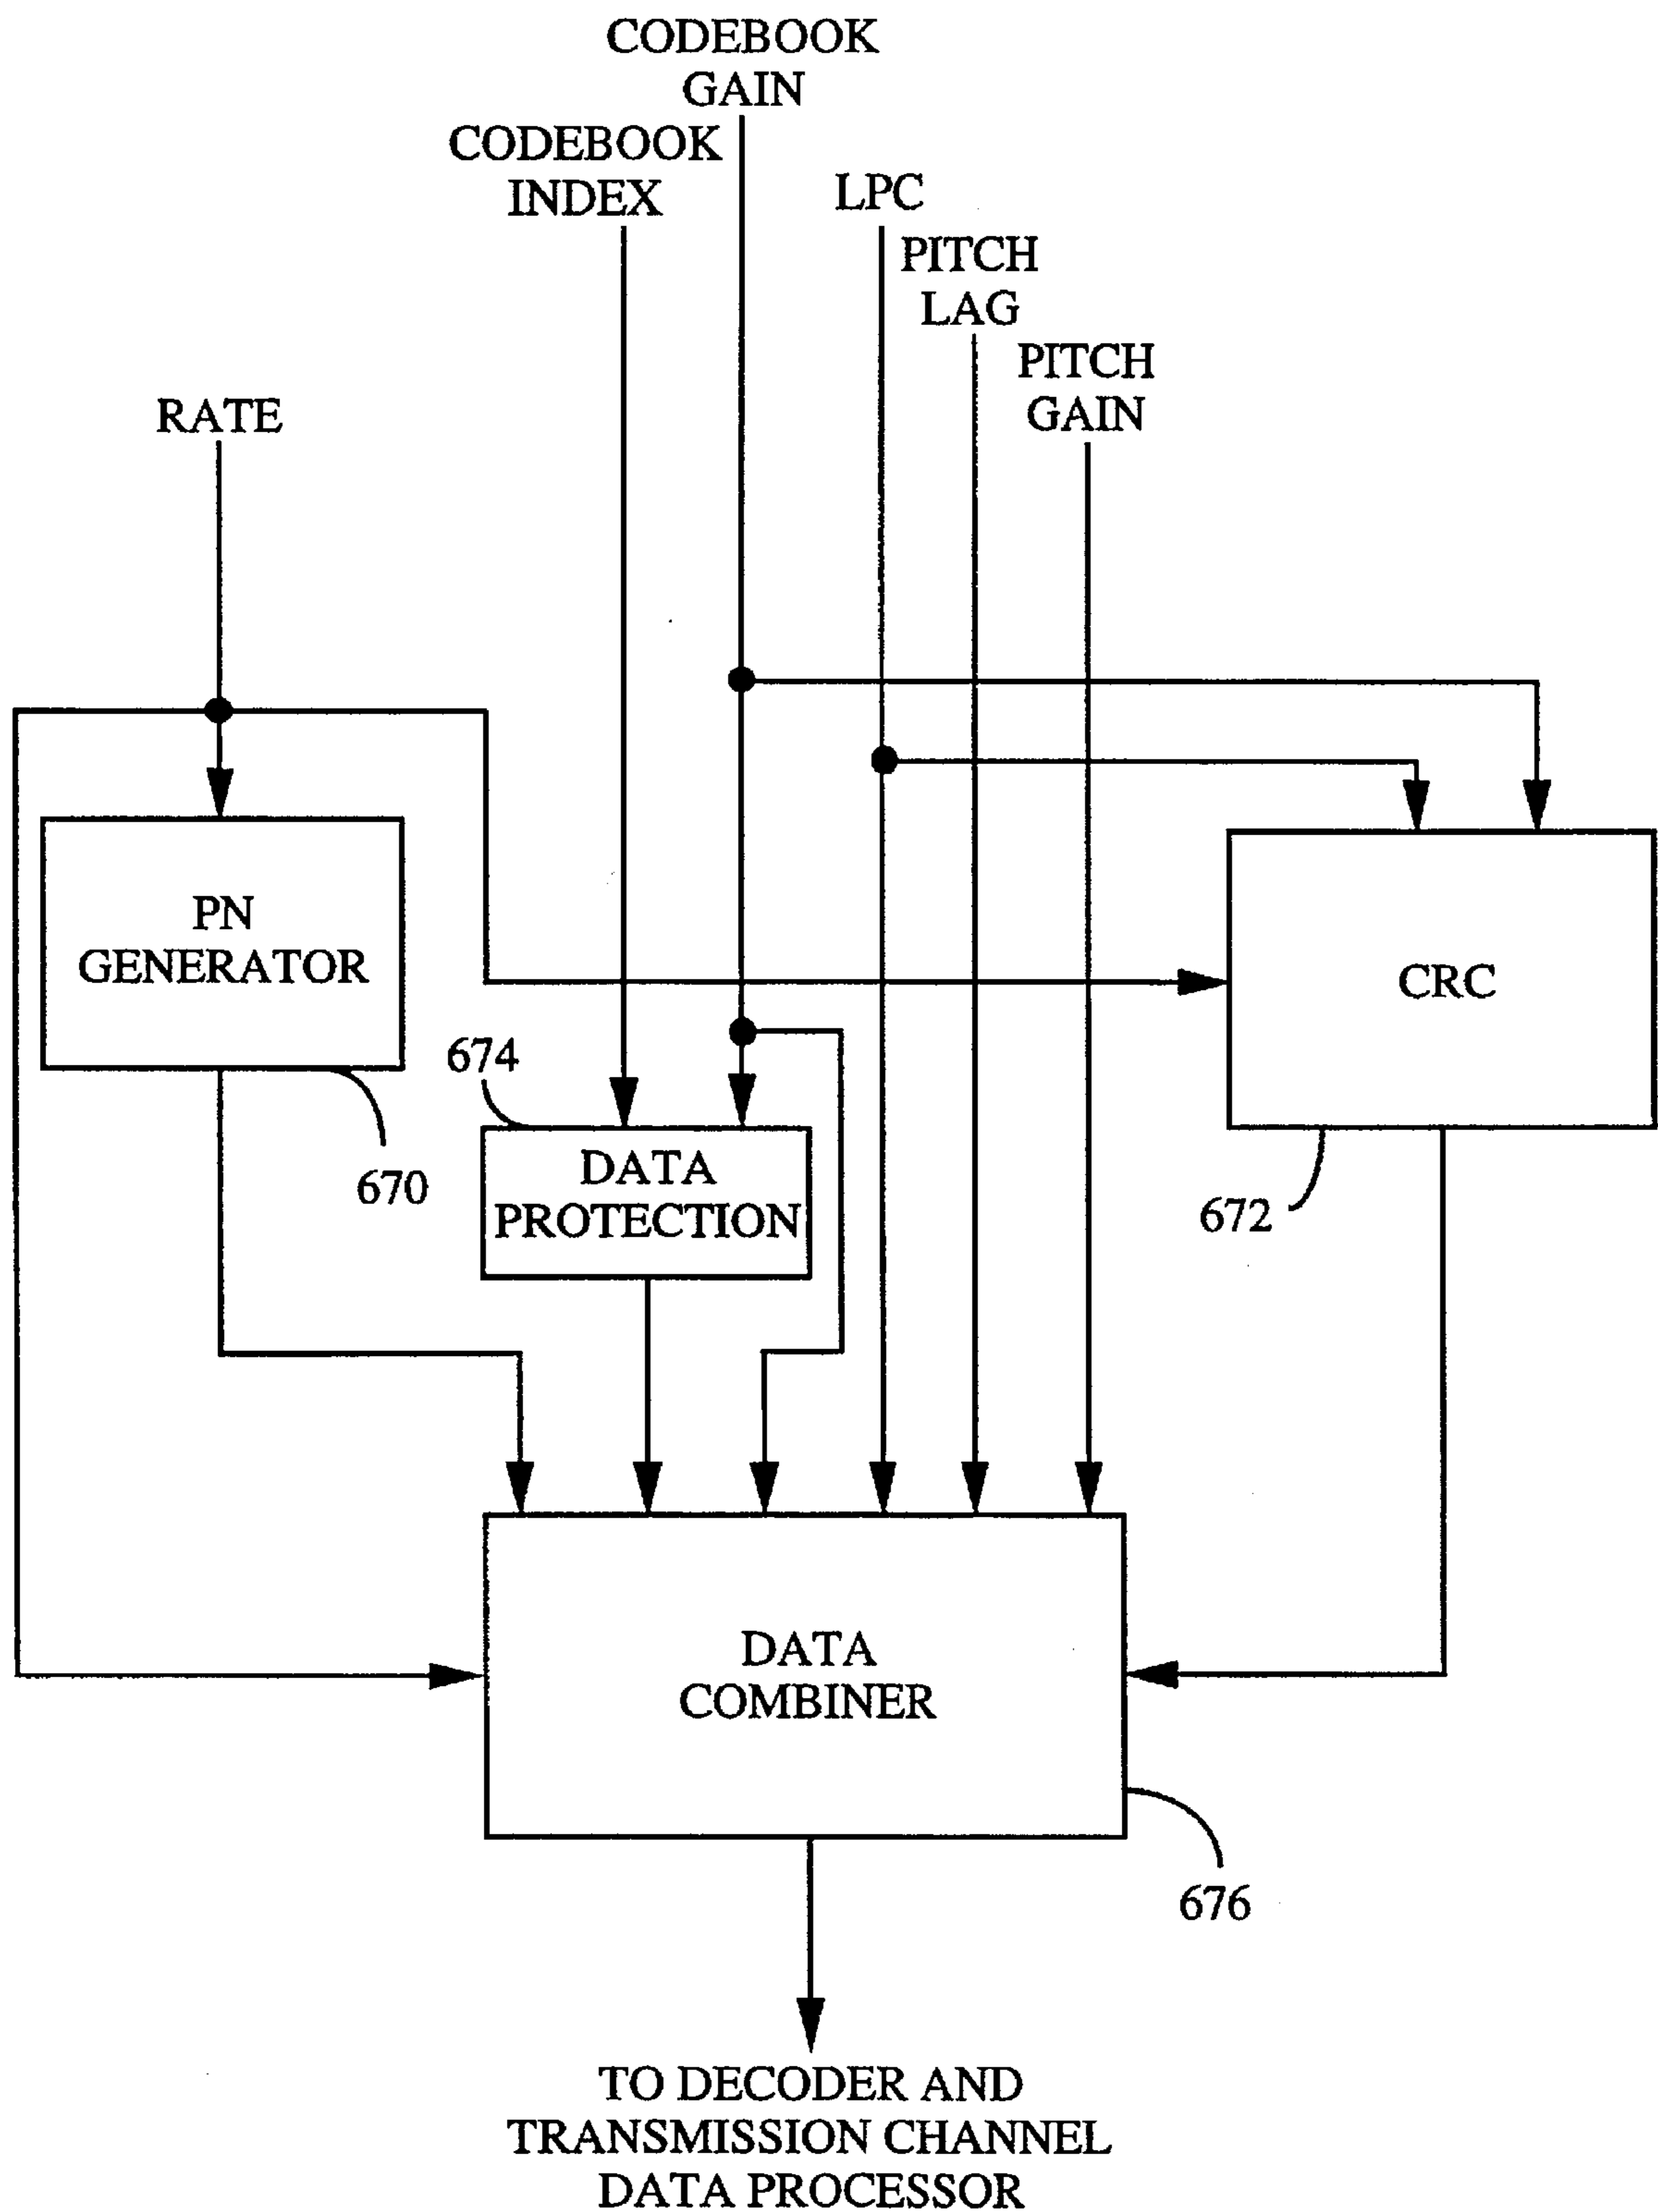 CODEBOOK
GAIN
CODEBOOK
INDEX
LPC
PITCH
LAG
PITCH
GAIN
RATE
PN
GENERATOR
CRC
674
670
DATA
PROTECTION
672
DATA
COMBINER
676
TO DECODER AND
TRANSMISSION CHANNEL
DATA PROCESSOR